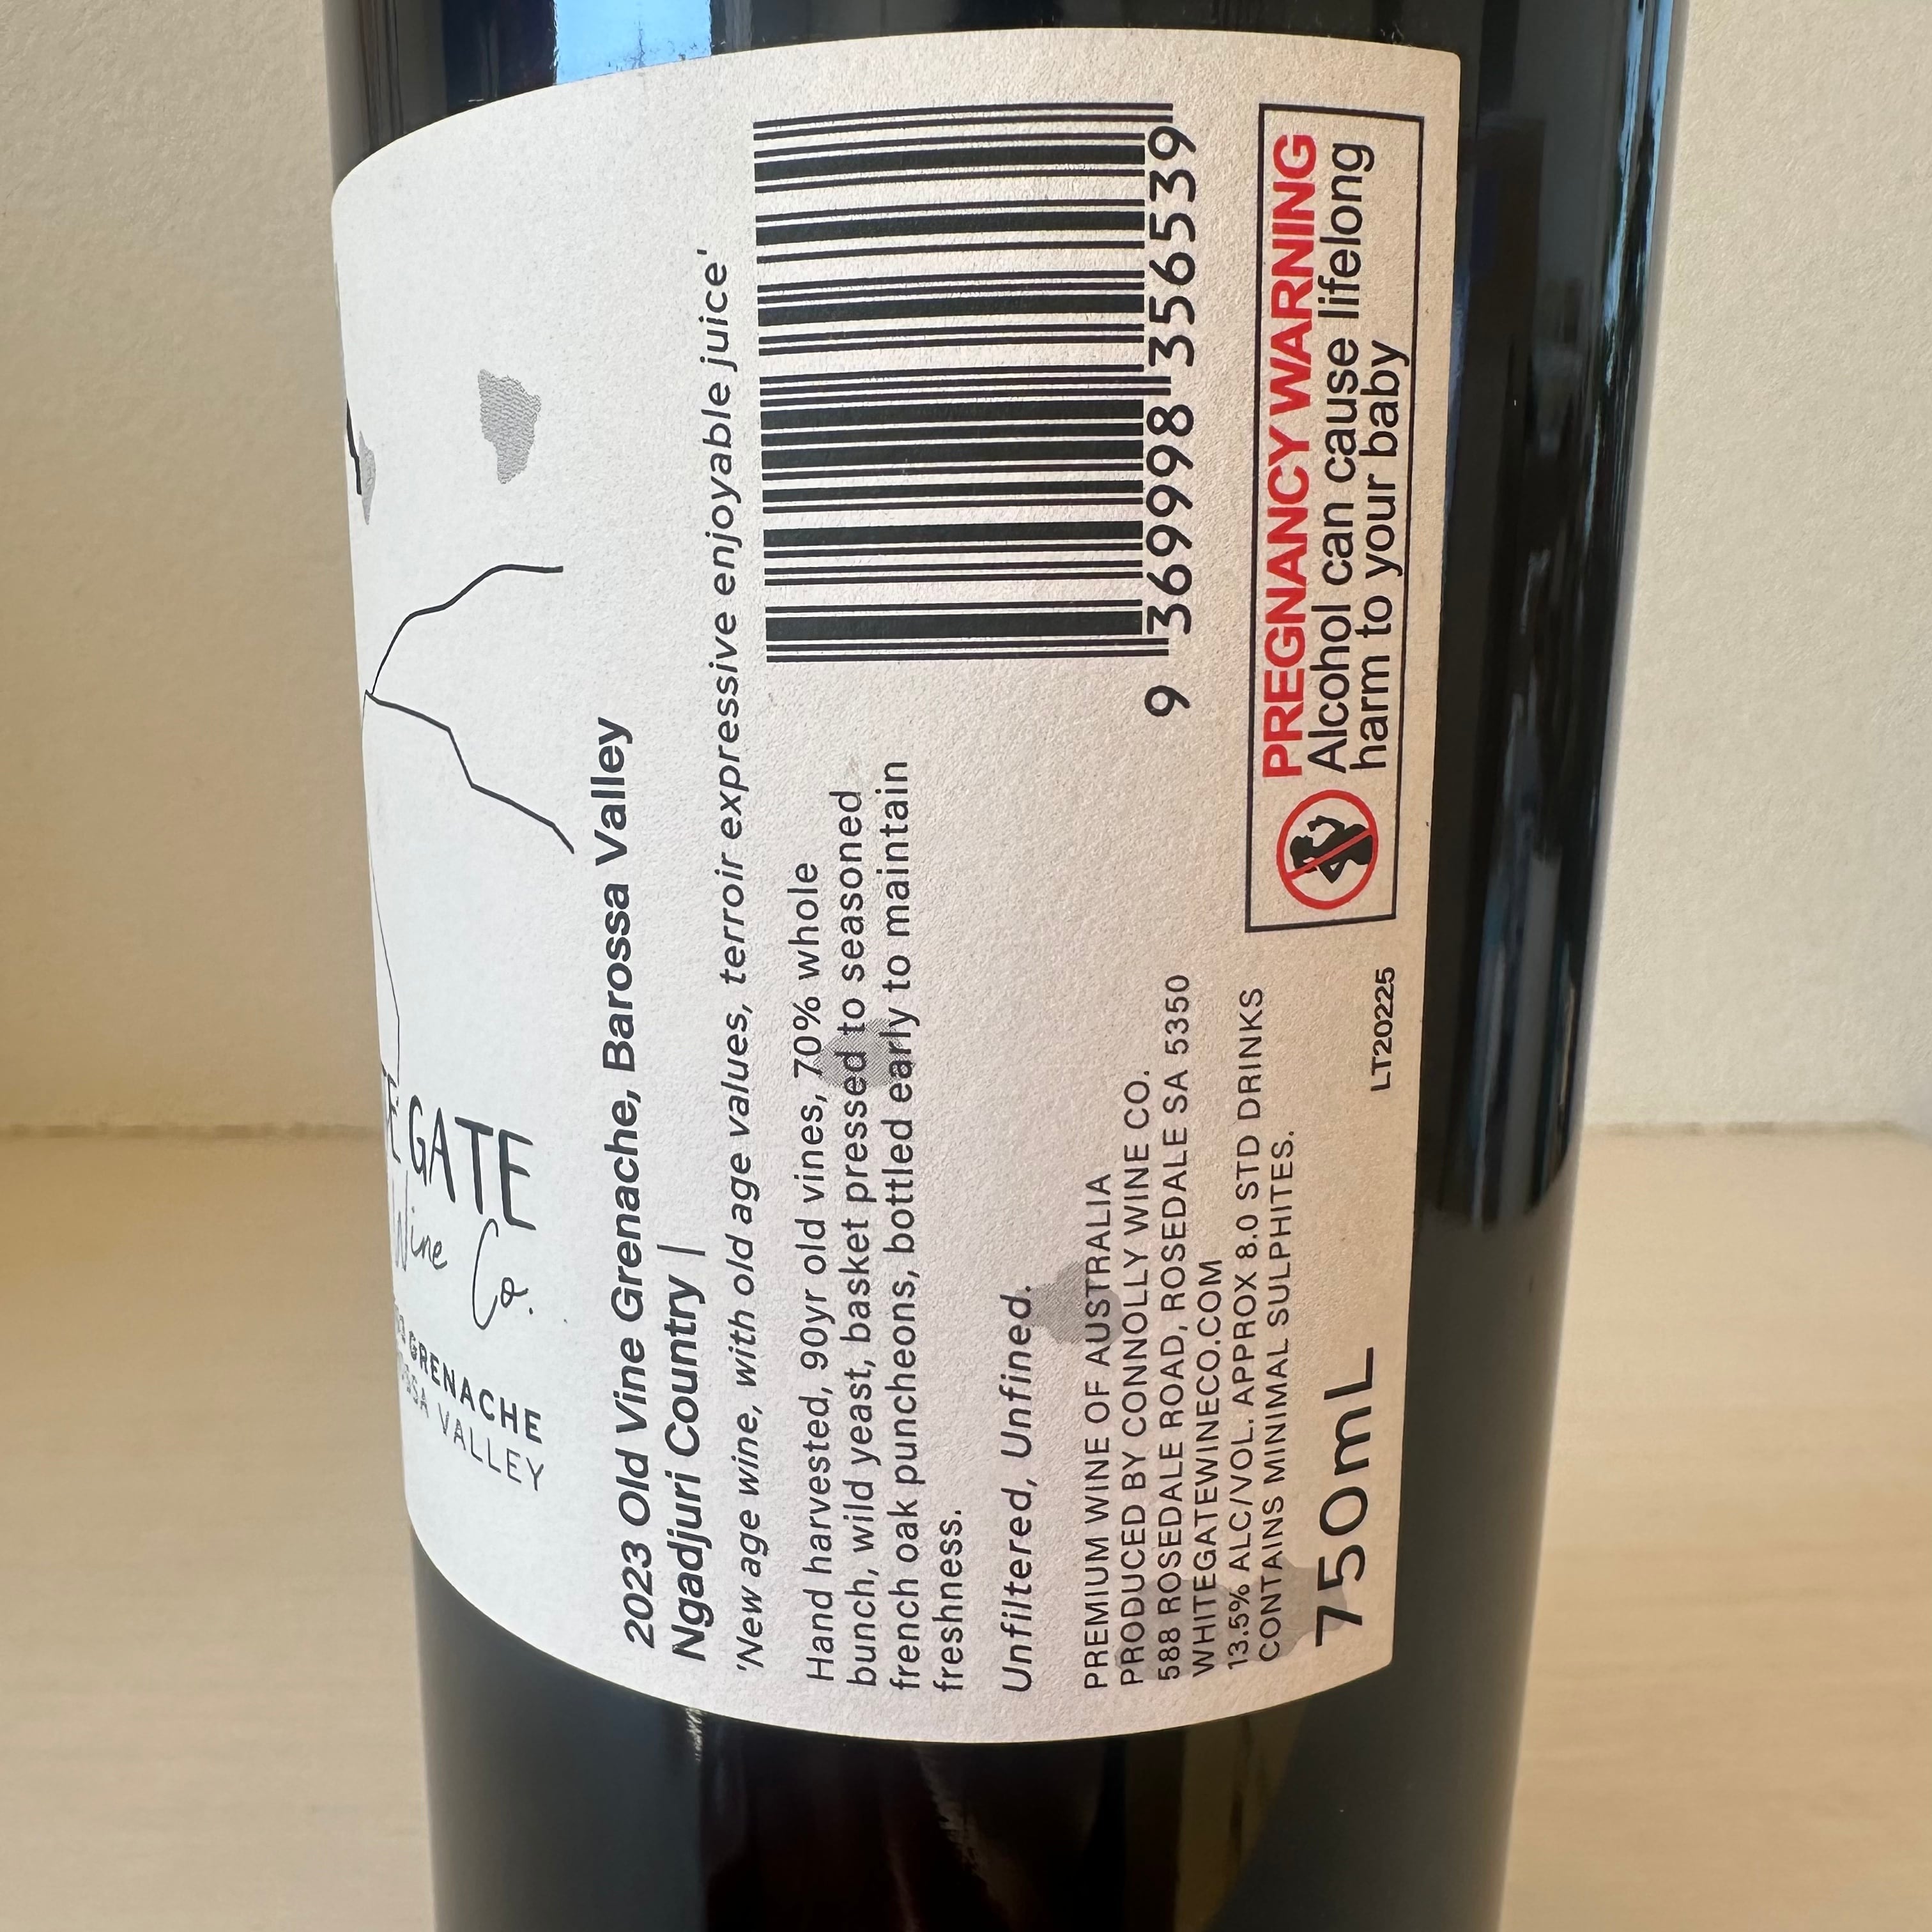 GATE
Wine Co.
GRENACHE
VALLEY
2023 Old Vine Grenache, Barossa Valley
Ngadjuri Country |
'New age wine, with old age values, terroir expressive enjoyable juice'
Hand harvested, 90yr old vines, 70% whole
bunch, wild yeast, basket pressed to seasoned
french oak puncheons, bottled early to maintain
freshness.
Unfiltered, Unfined.
PREMIUM WINE OF AUSTRALIA
PRODUCED BY CONNOLLY WINE CO.
588 ROSEDALE ROAD, ROSEDALE SA 5350
WHITEGATEWINECO.COM
13.5% ALC/VOL. APPROX 8.0 STD DRINKS
CONTAINS MINIMAL SULPHITES.
750mL
LT20225
9 369998 356539
PREGNANCY WARNING
Alcohol can cause lifelong
harm to your baby